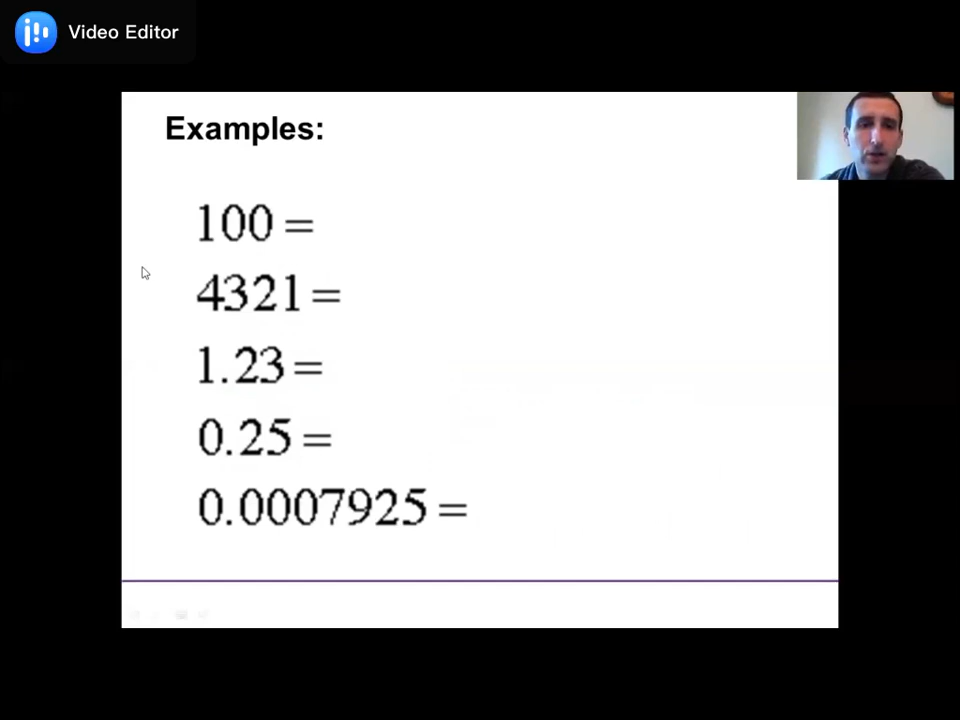 Video Editor
Examples:
100 =
4321 =
1.23 =
0.25 =
0.0007925 =